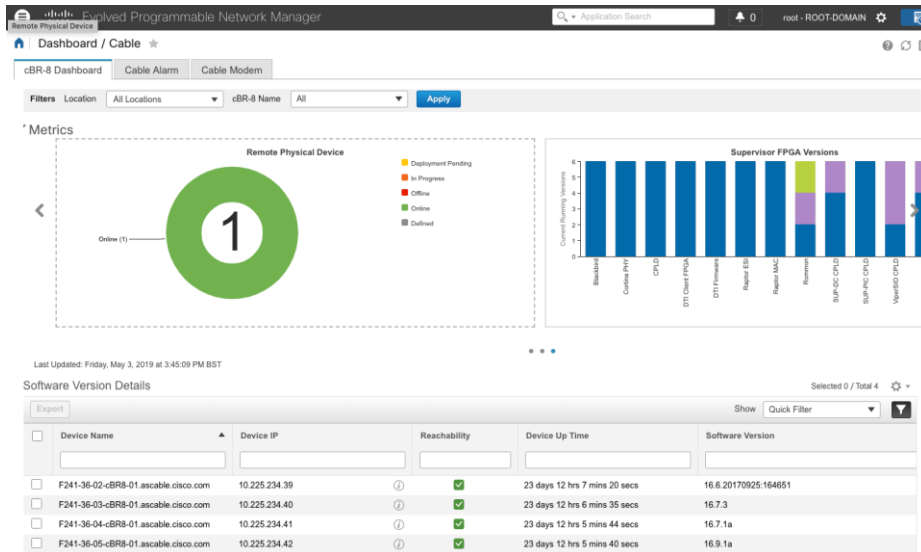 Evolved Programmable Network Manager
Application Search
0
root - ROOT-DOMAIN
Remote Physical Device
Dashboard / Cable
cBR-8 Dashboard
Cable Alarm
Cable Modem
Filters Location All Locations cBR-8 Name All Apply
Metrics
Remote Physical Device
Deployment Pending
In Progress
Offline
Online
Defined
Online (1)
1
Supervisor FPGA Versions
Current Running Versions
6
5
4
3
2
1
0
Blackbird
Cortina PHY
CPLD
DTI Client FPGA
DTI Firmware
Raptor ESI
Raptor MAC
Rommon
SUP-DC CPLD
SUP-PIC CPLD
ViperSIO CPLD
Last Updated: Friday, May 3, 2019 at 3:45:09 PM BST
Software Version Details
Selected 0 / Total 4
Export
Show Quick Filter
Device Name Device IP Reachability Device Up Time Software Version
F241-36-02-cBR8-01.ascable.cisco.com 10.225.234.39 23 days 12 hrs 7 mins 20 secs 16.6.20170925:164651
F241-36-03-cBR8-01.ascable.cisco.com 10.225.234.40 23 days 12 hrs 6 mins 35 secs 16.7.3
F241-36-04-cBR8-01.ascable.cisco.com 10.225.234.41 23 days 12 hrs 5 mins 44 secs 16.7.1a
F241-36-05-cBR8-01.ascable.cisco.com 10.225.234.42 23 days 12 hrs 5 mins 40 secs 16.9.1a